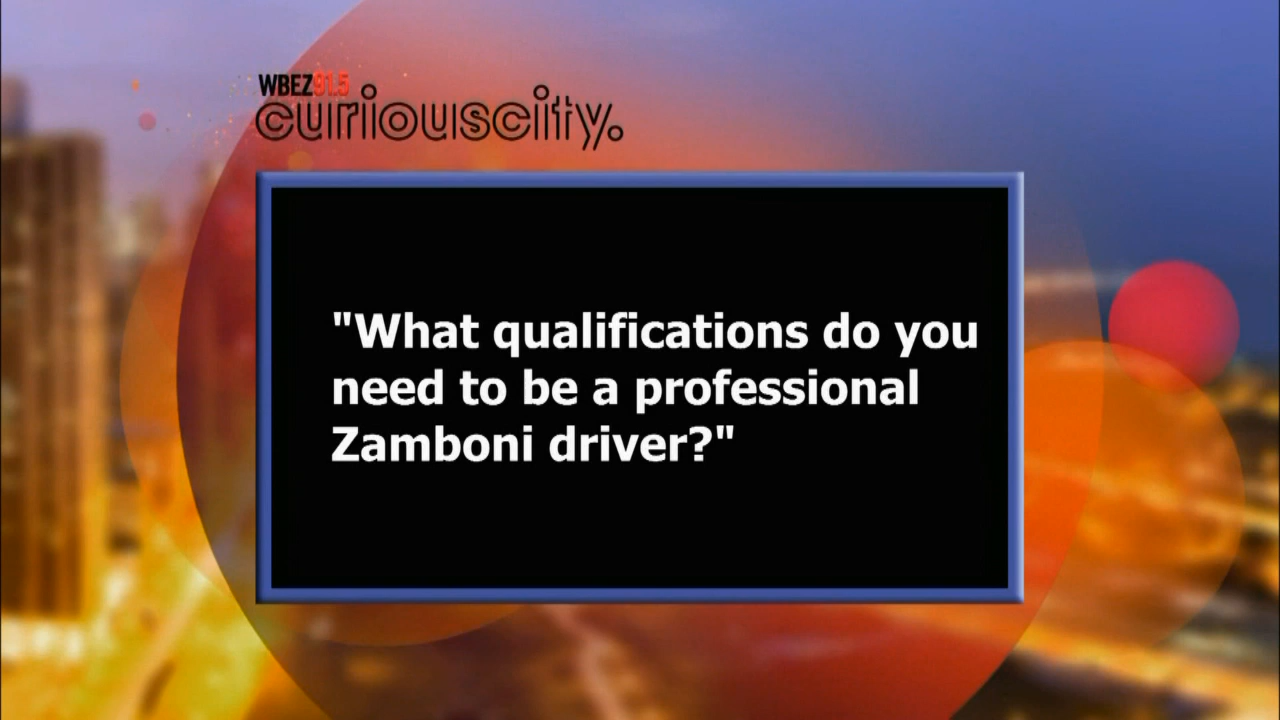 WBEZ91.5
curiouscity.
"What qualifications do you
need to be a professional
Zamboni driver?"